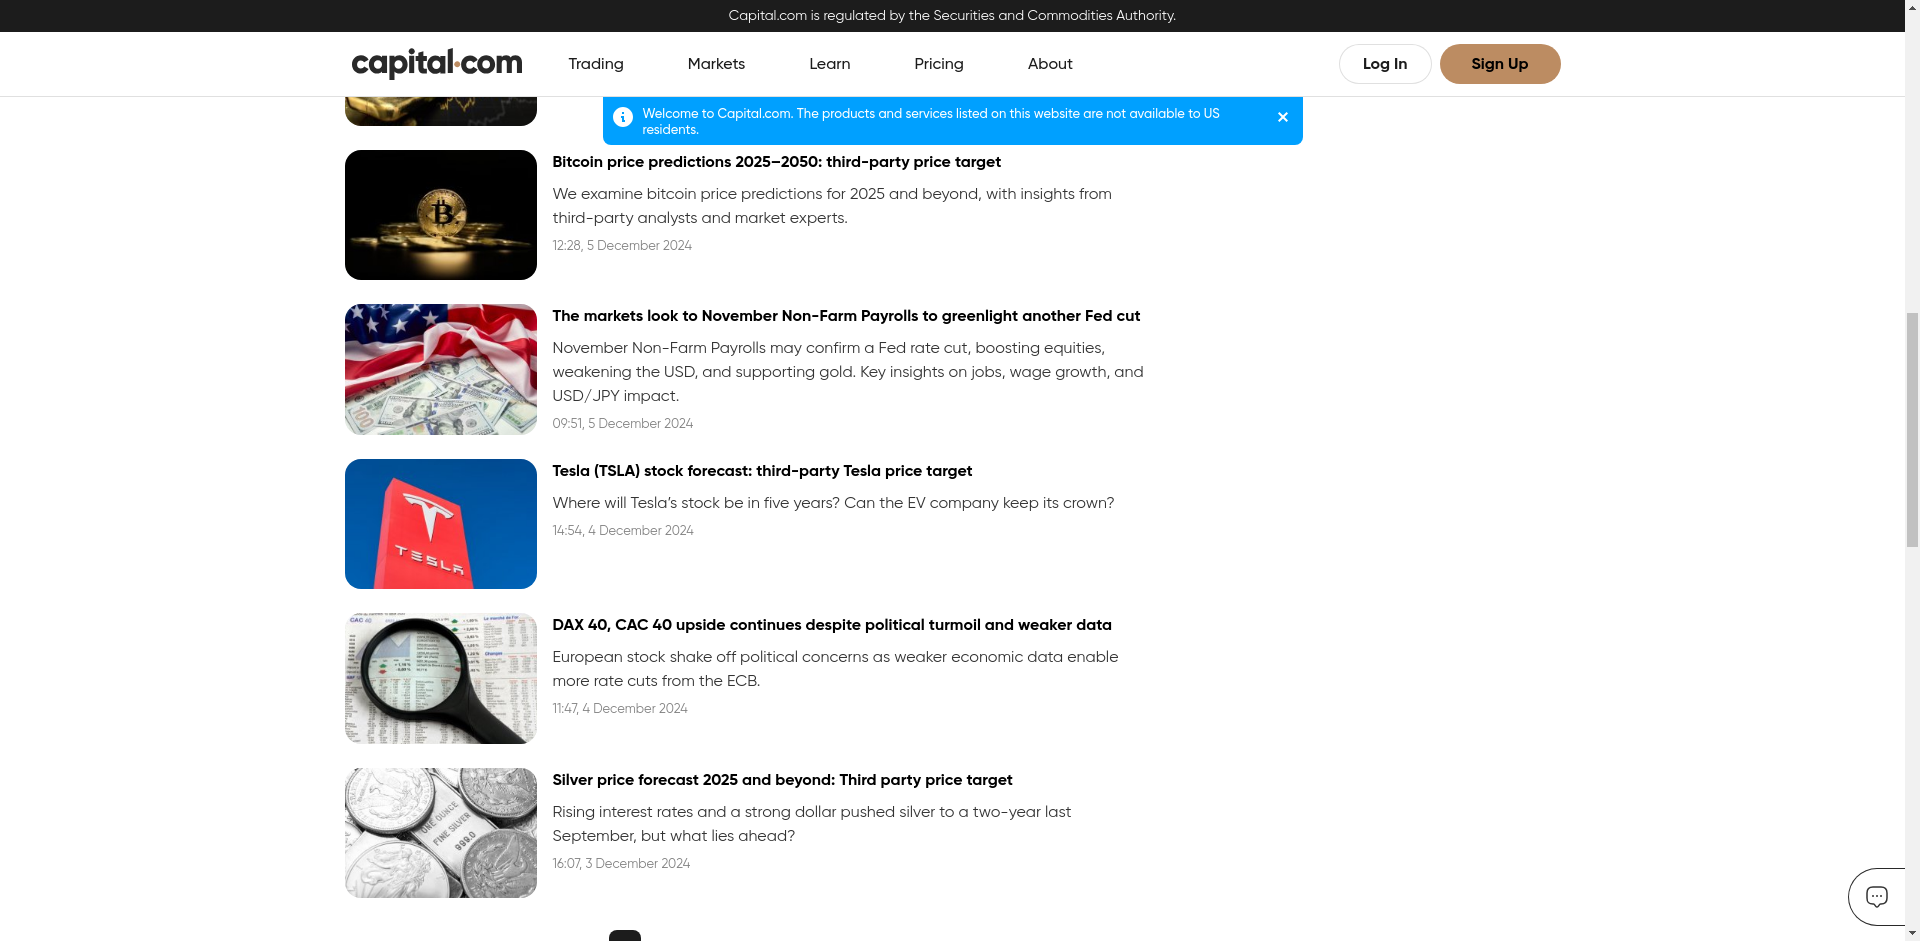 Capital.com is regulated by the Securities and Commodities Authority.
capital.com
Trading
Markets
Learn
Pricing
About
Log In
Sign Up
Welcome to Capital.com. The products and services listed on this website are not available to US
residents.
Bitcoin price predictions 2025–2050: third-party price target
We examine bitcoin price predictions for 2025 and beyond, with insights from
third-party analysts and market experts.
12:28, 5 December 2024
The markets look to November Non-Farm Payrolls to greenlight another Fed cut
November Non-Farm Payrolls may confirm a Fed rate cut, boosting equities,
weakening the USD, and supporting gold. Key insights on jobs, wage growth, and
USD/JPY impact.
09:51, 5 December 2024
TESLA
Tesla (TSLA) stock forecast: third-party Tesla price target
Where will Tesla’s stock be in five years? Can the EV company keep its crown?
14:54, 4 December 2024
CAC 40
DAX 40, CAC 40 upside continues despite political turmoil and weaker data
European stock shake off political concerns as weaker economic data enable
more rate cuts from the ECB.
11:47, 4 December 2024
ONE OUNCE
FINE SILVER
999.0
Silver price forecast 2025 and beyond: Third party price target
Rising interest rates and a strong dollar pushed silver to a two-year last
September, but what lies ahead?
16:07, 3 December 2024